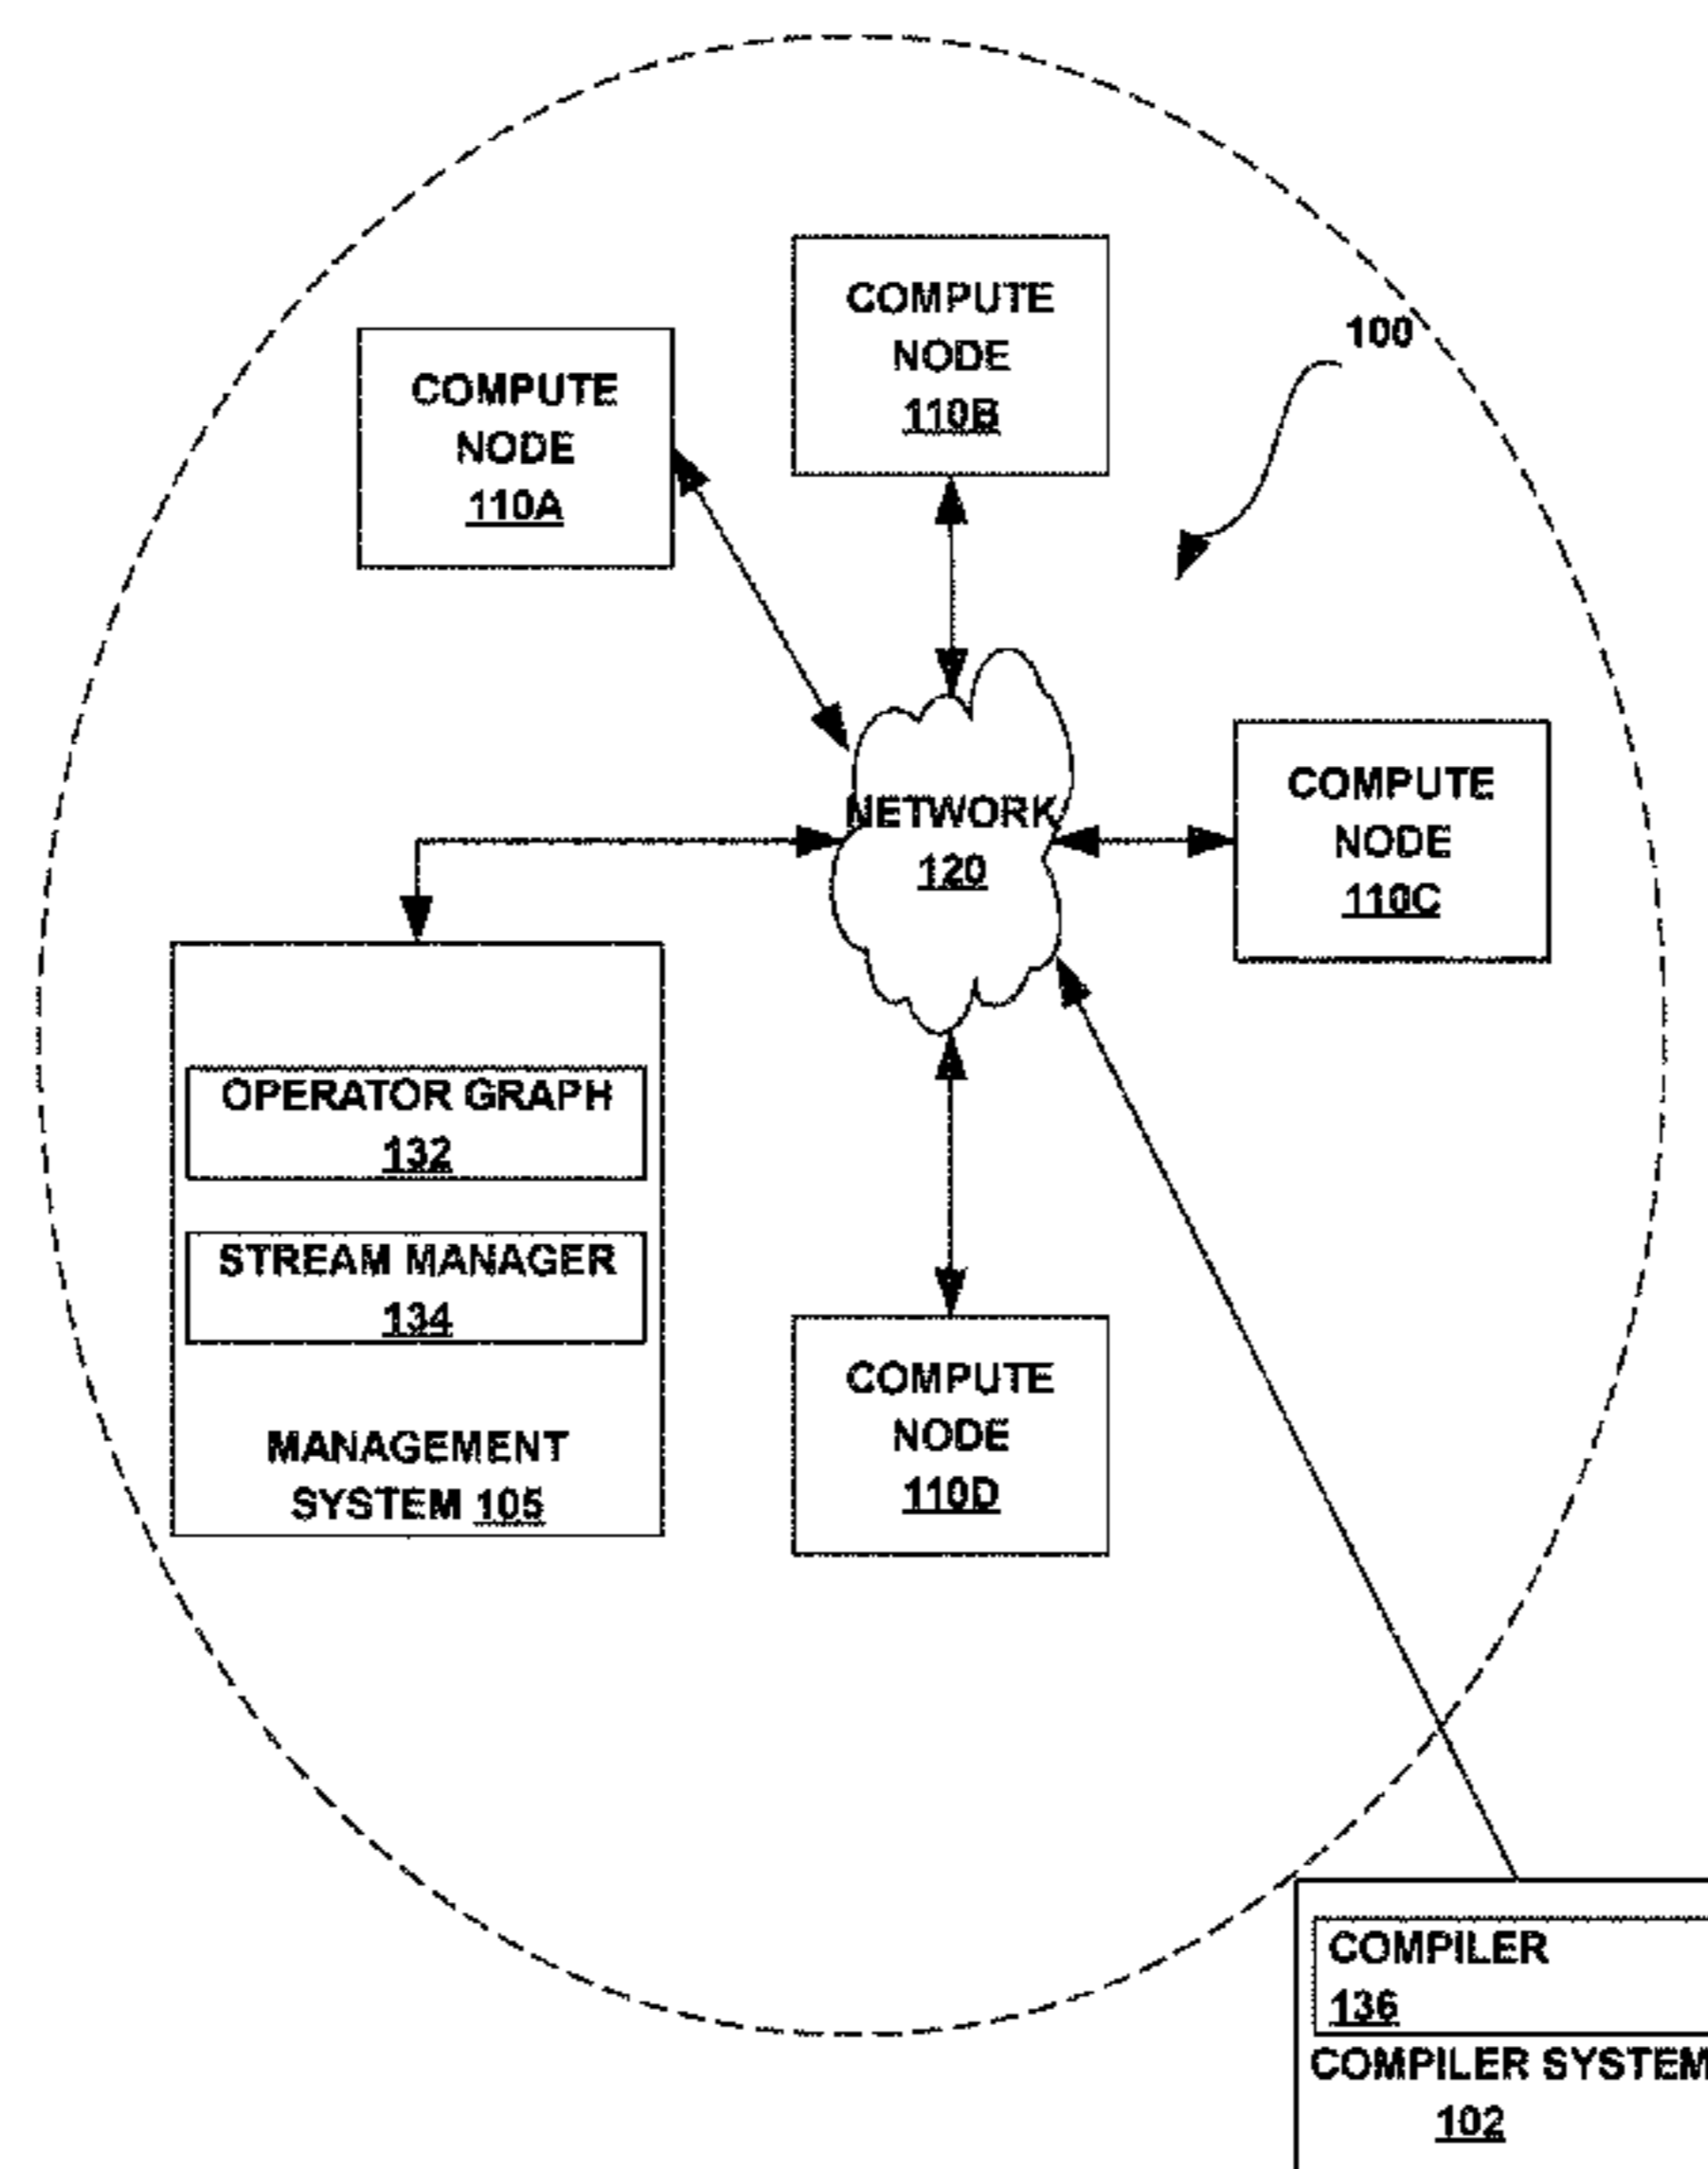 COMPUTE
NODE
110B
100
COMPUTE
NODE
110A
COMPUTE
NODE
110C
NETWORK
120
OPERATOR GRAPH
132
STREAM MANAGER
134
MANAGEMENT
SYSTEM 105
COMPUTE
NODE
110D
COMPILER
136
COMPILER SYSTEM
102